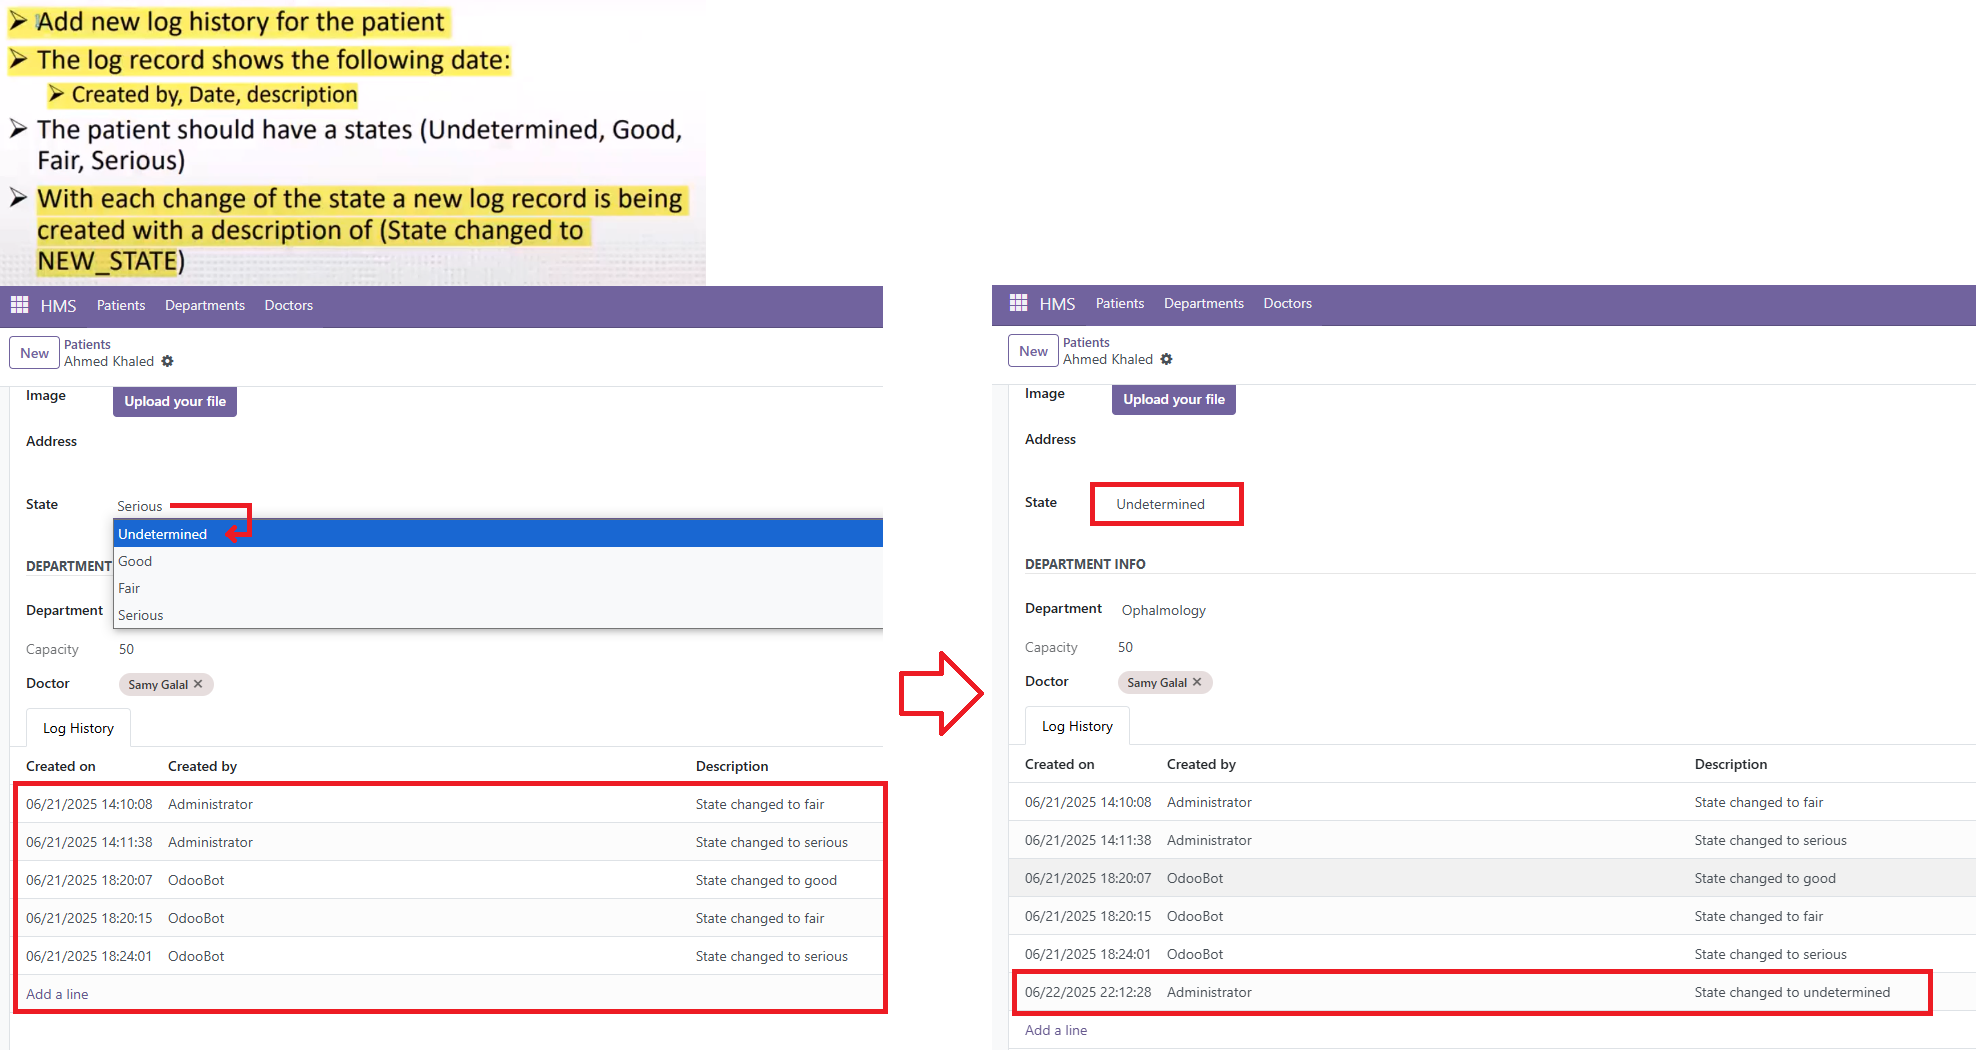 ➢ Add new log history for the patient
➢ The log record shows the following date:
➢ Created by, Date, description
➢ The patient should have a states (Undetermined, Good,
Fair, Serious)
➢ With each change of the state a new log record is being
created with a description of (State changed to
NEW_STATE)
HMS Patients Departments Doctors
New Patients
Ahmed Khaled
Image Upload your file
Address
State Serious
Undetermined
Good
Fair
Serious
DEPARTMENT
Department
Capacity 50
Doctor Samy Galal ✕
Log History
Created on Created by Description
06/21/2025 14:10:08 Administrator State changed to fair
06/21/2025 14:11:38 Administrator State changed to serious
06/21/2025 18:20:07 OdooBot State changed to good
06/21/2025 18:20:15 OdooBot State changed to fair
06/21/2025 18:24:01 OdooBot State changed to serious
Add a line
HMS Patients Departments Doctors
New Patients
Ahmed Khaled
Image Upload your file
Address
State Undetermined
DEPARTMENT INFO
Department Ophalmology
Capacity 50
Doctor Samy Galal ✕
Log History
Created on Created by Description
06/21/2025 14:10:08 Administrator State changed to fair
06/21/2025 14:11:38 Administrator State changed to serious
06/21/2025 18:20:07 OdooBot State changed to good
06/21/2025 18:20:15 OdooBot State changed to fair
06/21/2025 18:24:01 OdooBot State changed to serious
06/22/2025 22:12:28 Administrator State changed to undetermined
Add a line